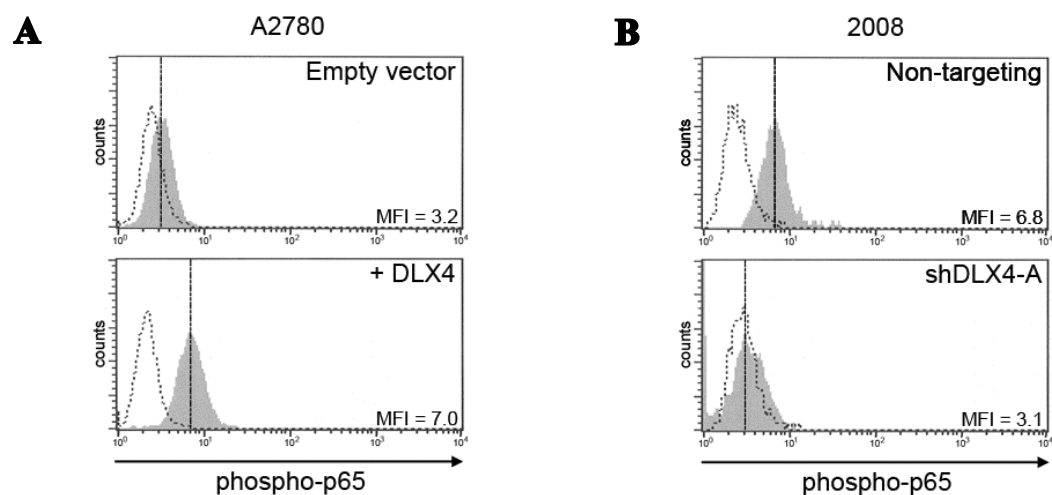 A
A2780
Empty vector
counts
MFI = 3.2
10⁰ 10¹ 10² 10³ 10⁴
+ DLX4
counts
MFI = 7.0
10⁰ 10¹ 10² 10³ 10⁴
phospho-p65
B
2008
Non-targeting
counts
MFI = 6.8
10⁰ 10¹ 10² 10³ 10⁴
shDLX4-A
counts
MFI = 3.1
10⁰ 10¹ 10² 10³ 10⁴
phospho-p65